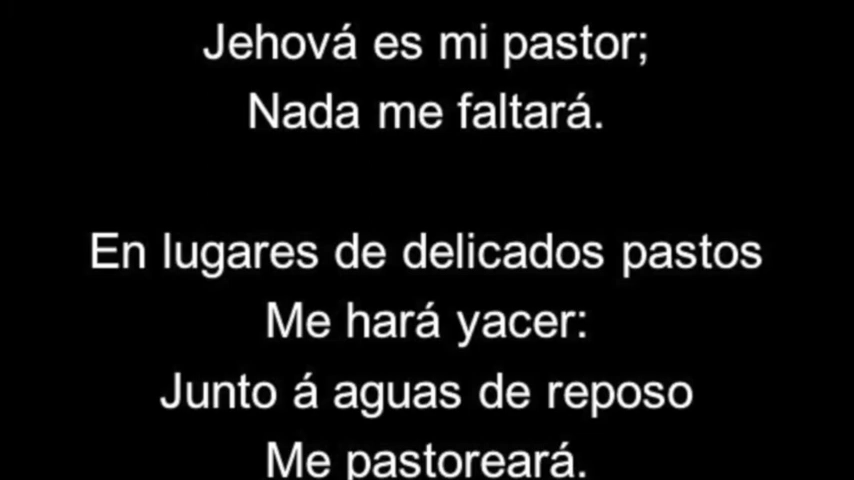 Jehová es mi pastor;
Nada me faltará.
En lugares de delicados pastos
Me hará yacer:
Junto á aguas de reposo
Me pastoreará.